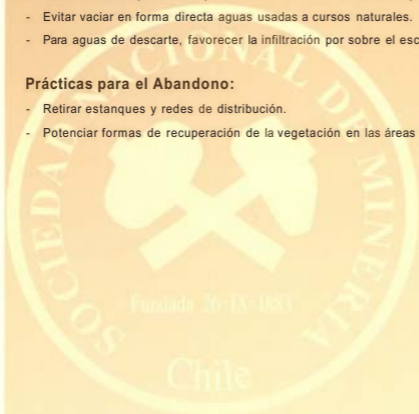 - Evitar vaciar en forma directa aguas usadas a cursos naturales.
- Para aguas de descarte, favorecer la infiltración por sobre el esc
Prácticas para el Abandono:
- Retirar estanques y redes de distribución.
- Potenciar formas de recuperación de la vegetación en las áreas
SOCIEDAD NACIONAL DE MINERIA
Fundada 26-IX-1883
Chile